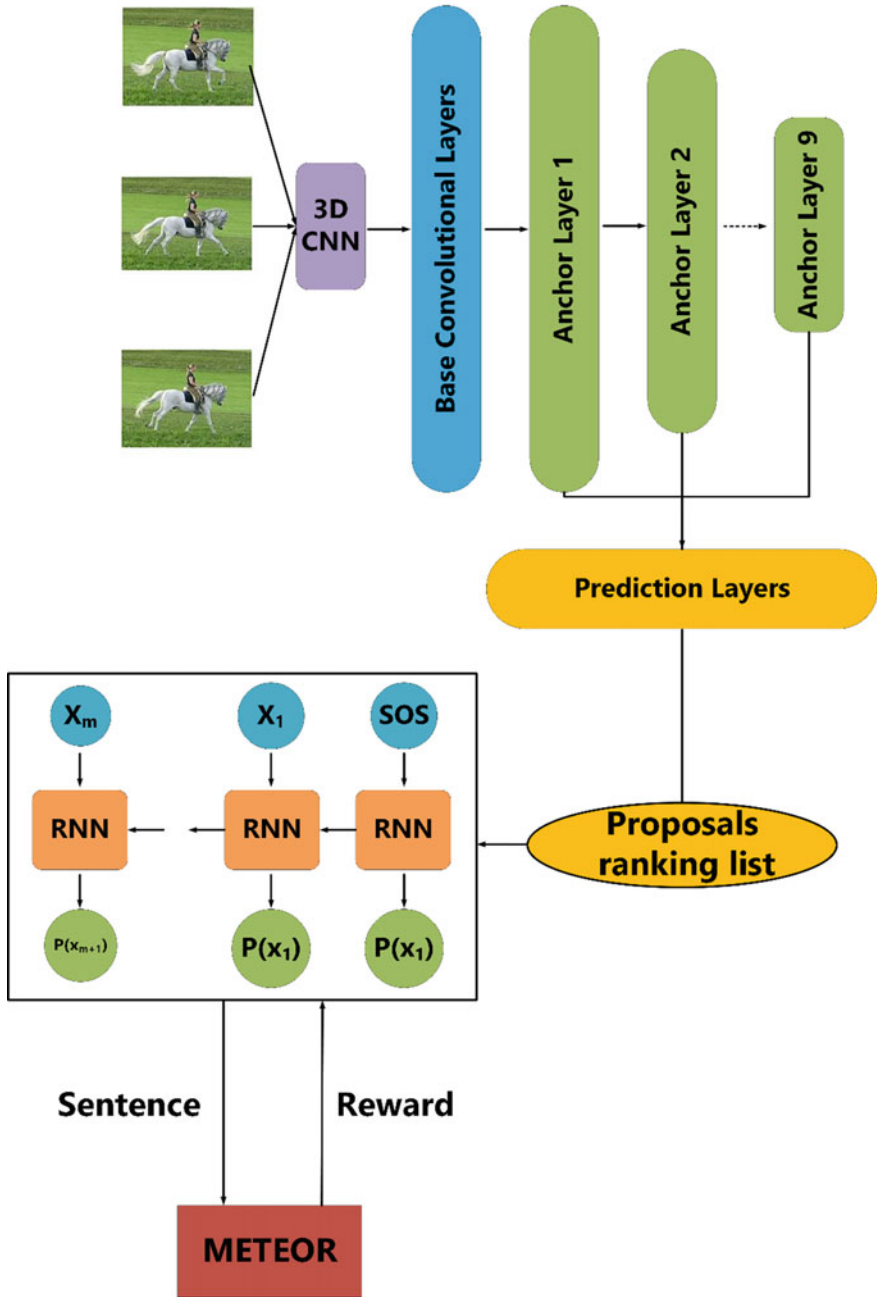 3D
CNN
Base Convolutional Layers
Anchor Layer 1
Anchor Layer 2
Anchor Layer 9
Prediction Layers
Xₘ
X₁
SOS
RNN
RNN
RNN
Proposals
ranking list
P(xₘ₊₁)
P(x₁)
P(x₁)
Sentence
Reward
METEOR